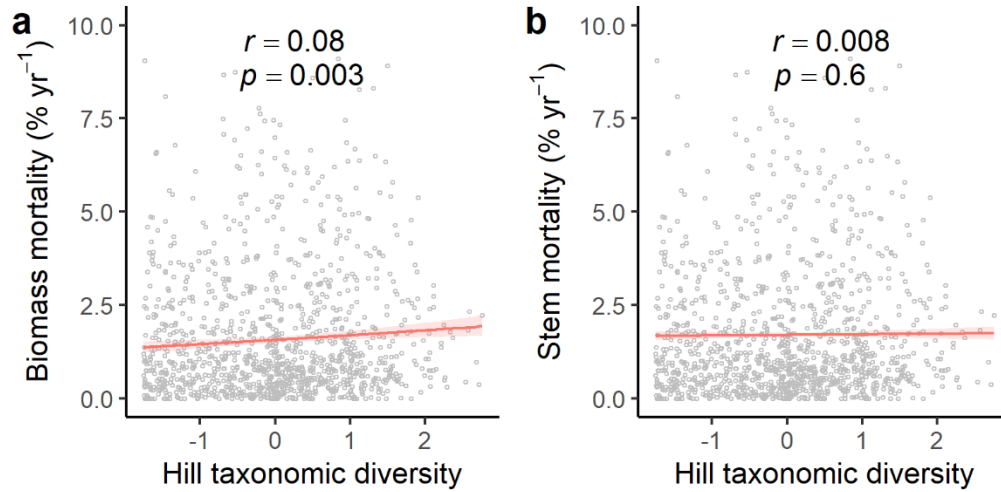 a
Biomass mortality (% yr⁻¹)
10.0
7.5
5.0
2.5
0.0
r = 0.08
p = 0.003
-1 0 1 2
Hill taxonomic diversity
b
Stem mortality (% yr⁻¹)
10.0
7.5
5.0
2.5
0.0
r = 0.008
p = 0.6
-1 0 1 2
Hill taxonomic diversity